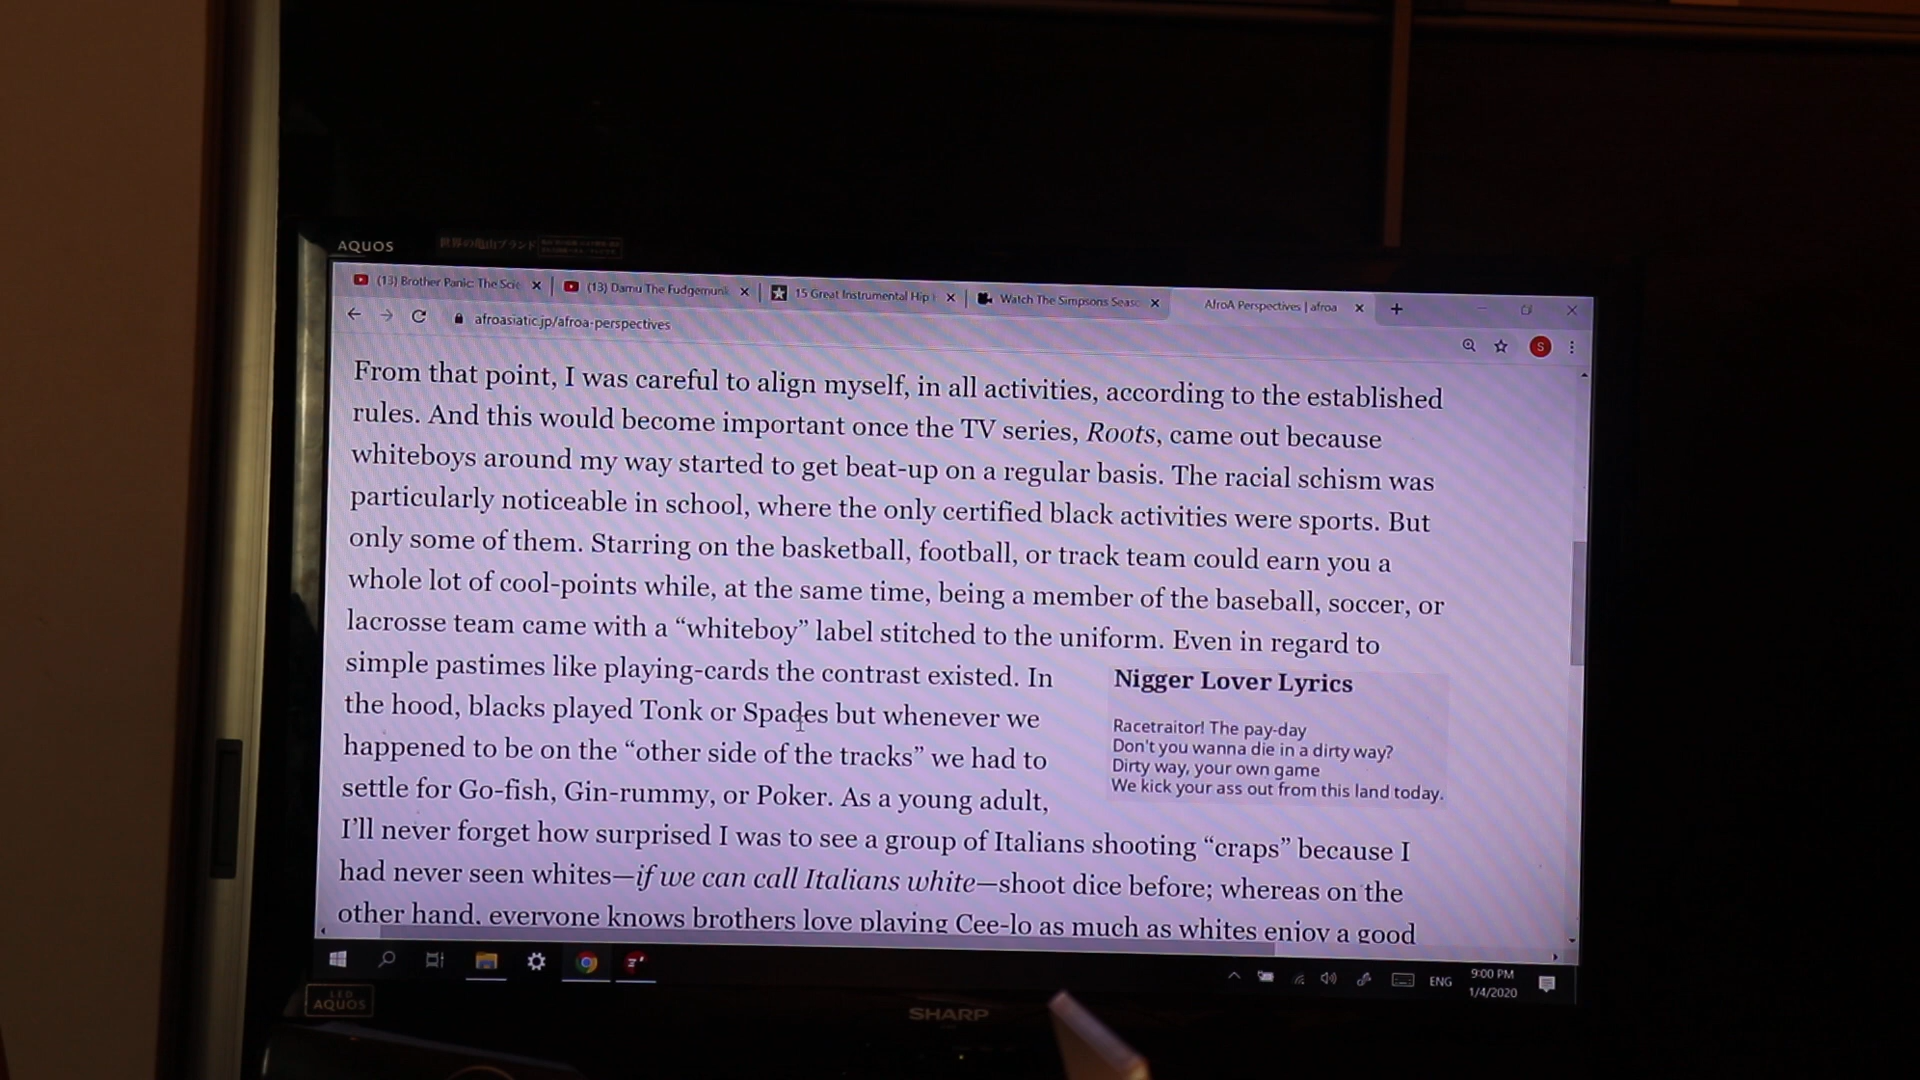 AQUOS
世界の亀山ブランド
(13) Brother Panic: The Scie
(13) Damu The Fudgemunk
15 Great Instrumental Hip
Watch The Simpsons Seas
AfroA Perspectives | afroa
afroasiatic.jp/afroa-perspectives
S
From that point, I was careful to align myself, in all activities, according to the established
rules. And this would become important once the TV series, Roots, came out because
whiteboys around my way started to get beat-up on a regular basis. The racial schism was
particularly noticeable in school, where the only certified black activities were sports. But
only some of them. Starring on the basketball, football, or track team could earn you a
whole lot of cool-points while, at the same time, being a member of the baseball, soccer, or
lacrosse team came with a “whiteboy” label stitched to the uniform. Even in regard to
simple pastimes like playing-cards the contrast existed. In
the hood, blacks played Tonk or Spades but whenever we
happened to be on the “other side of the tracks” we had to
settle for Go-fish, Gin-rummy, or Poker. As a young adult,
Nigger Lover Lyrics
Racetraitor! The pay-day
Don't you wanna die in a dirty way?
Dirty way, your own game
We kick your ass out from this land today.
I’ll never forget how surprised I was to see a group of Italians shooting “craps” because I
had never seen whites—if we can call Italians white—shoot dice before; whereas on the
other hand, everyone knows brothers love playing Cee-lo as much as whites enjoy a good
ENG
9:00 PM
1/4/2020
LED
AQUOS
SHARP